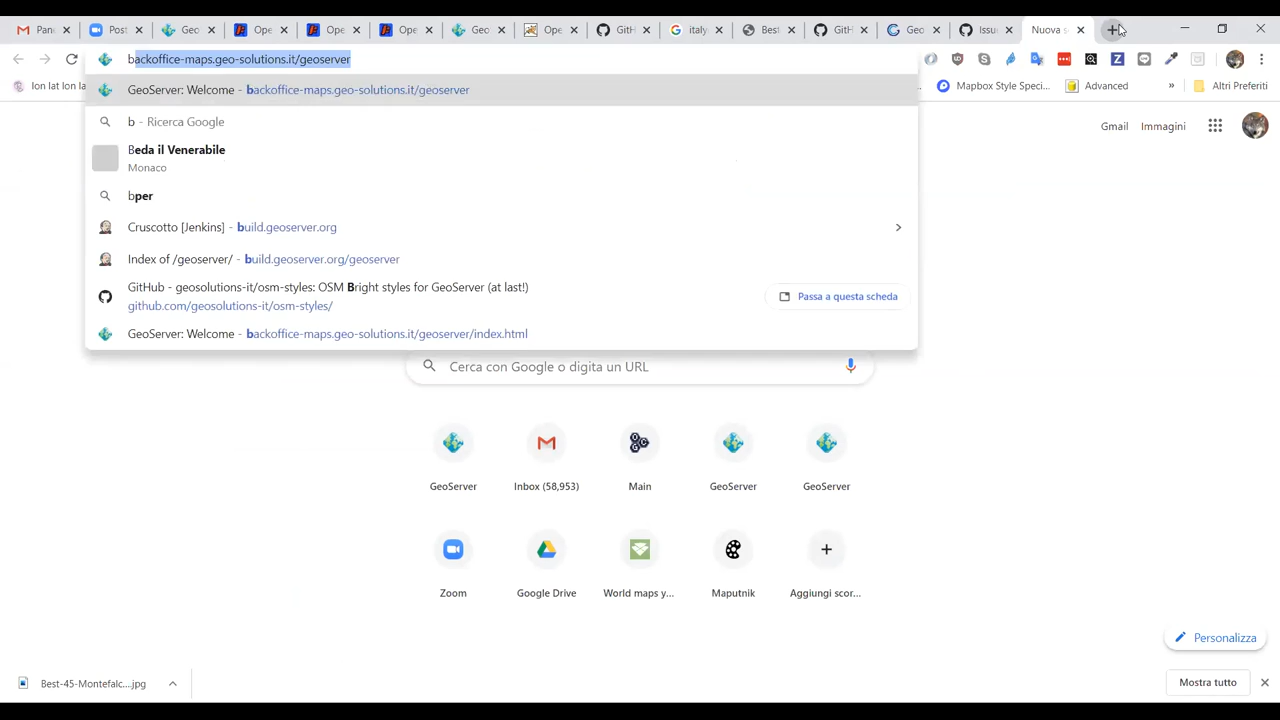 Pan
Post
Geo
Ope
Ope
Ope
Geo
Ope
GitH
italy
Best
GitH
Geo
Issu
Nuova s
backoffice-maps.geo-solutions.it/geoserver
Ion lat Ion lat
Mapbox Style Speci...
Advanced
»
Altri Preferiti
GeoServer: Welcome - backoffice-maps.geo-solutions.it/geoserver
b - Ricerca Google
Gmail
Immagini
Beda il Venerabile
Monaco
bper
Cruscotto [Jenkins] - build.geoserver.org
Index of /geoserver/ - build.geoserver.org/geoserver
GitHub - geosolutions-it/osm-styles: OSM Bright styles for GeoServer (at last!)
github.com/geosolutions-it/osm-styles/
Passa a questa scheda
GeoServer: Welcome - backoffice-maps.geo-solutions.it/geoserver/index.html
Cerca con Google o digita un URL
GeoServer
Inbox (58,953)
Main
GeoServer
GeoServer
Zoom
Google Drive
World maps y...
Maputnik
Aggiungi scor...
Personalizza
Best-45-Montefalc....jpg
Mostra tutto